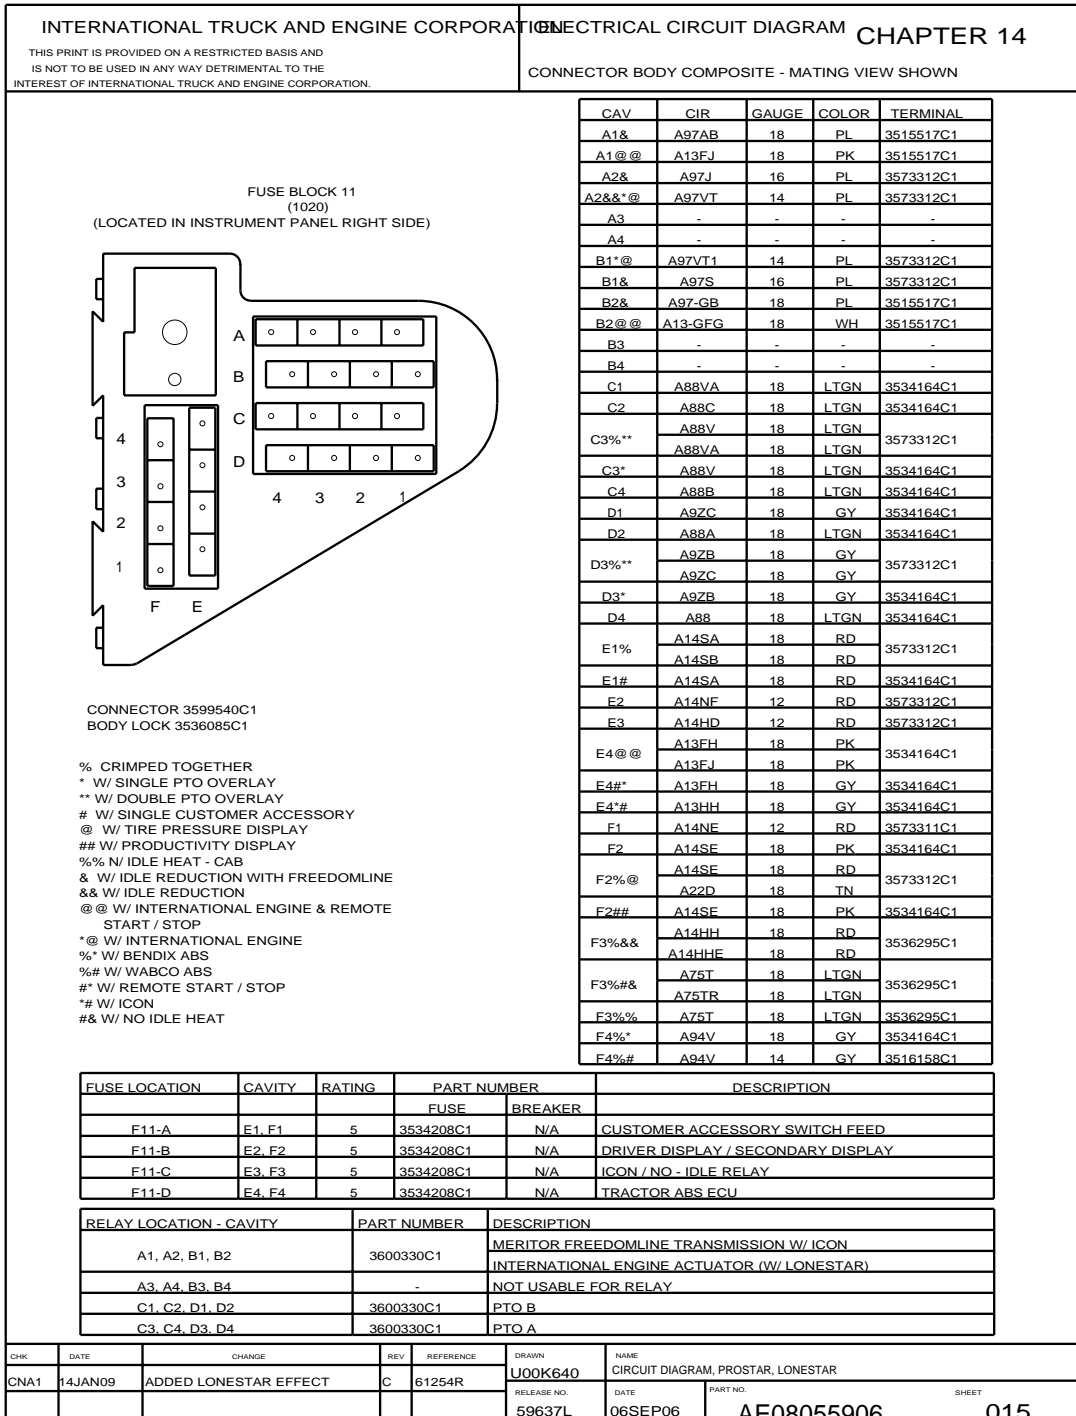 INTERNATIONAL TRUCK AND ENGINE CORPORATION
THIS PRINT IS PROVIDED ON A RESTRICTED BASIS AND
IS NOT TO BE USED IN ANY WAY DETRIMENTAL TO THE
INTEREST OF INTERNATIONAL TRUCK AND ENGINE CORPORATION.
ELECTRICAL CIRCUIT DIAGRAM CHAPTER 14
CONNECTOR BODY COMPOSITE - MATING VIEW SHOWN
FUSE BLOCK 11
(1020)
(LOCATED IN INSTRUMENT PANEL RIGHT SIDE)
A
B
C
D
4 3 2 1
4
3
2
1
F E
CONNECTOR 3599540C1
BODY LOCK 3536085C1
% CRIMPED TOGETHER
* W/ SINGLE PTO OVERLAY
** W/ DOUBLE PTO OVERLAY
# W/ SINGLE CUSTOMER ACCESSORY
@ W/ TIRE PRESSURE DISPLAY
## W/ PRODUCTIVITY DISPLAY
%% N/ IDLE HEAT - CAB
& W/ IDLE REDUCTION WITH FREEDOMLINE
&& W/ IDLE REDUCTION
@@ W/ INTERNATIONAL ENGINE & REMOTE
START / STOP
*@ W/ INTERNATIONAL ENGINE
%* W/ BENDIX ABS
%# W/ WABCO ABS
#* W/ REMOTE START / STOP
*# W/ ICON
#& W/ NO IDLE HEAT
CAV CIR GAUGE COLOR TERMINAL
A1& A97AB 18 PL 3515517C1
A1@@ A13FJ 18 PK 3515517C1
A2& A97J 16 PL 3573312C1
A2&&*@ A97VT 14 PL 3573312C1
A3 - - - -
A4 - - - -
B1*@ A97VT1 14 PL 3573312C1
B1& A97S 16 PL 3573312C1
B2& A97-GB 18 PL 3515517C1
B2@@ A13-GFG 18 WH 3515517C1
B3 - - - -
B4 - - - -
C1 A88VA 18 LTGN 3534164C1
C2 A88C 18 LTGN 3534164C1
C3%** A88V 18 LTGN 3573312C1
A88VA 18 LTGN
C3* A88V 18 LTGN 3534164C1
C4 A88B 18 LTGN 3534164C1
D1 A9ZC 18 GY 3534164C1
D2 A88A 18 LTGN 3534164C1
D3%** A9ZB 18 GY 3573312C1
A9ZC 18 GY
D3* A9ZB 18 GY 3534164C1
D4 A88 18 LTGN 3534164C1
E1% A14SA 18 RD 3573312C1
A14SB 18 RD
E1# A14SA 18 RD 3534164C1
E2 A14NF 12 RD 3573312C1
E3 A14HD 12 RD 3573312C1
E4@@ A13FH 18 PK 3534164C1
A13FJ 18 PK
E4#* A13FH 18 GY 3534164C1
E4*# A13HH 18 GY 3534164C1
F1 A14NE 12 RD 3573311C1
F2 A14SE 18 PK 3534164C1
F2%@ A14SE 18 RD 3573312C1
A22D 18 TN
F2## A14SE 18 PK 3534164C1
F3%&& A14HH 18 RD 3536295C1
A14HHE 18 RD
F3%#& A75T 18 LTGN 3536295C1
A75TR 18 LTGN
F3%% A75T 18 LTGN 3536295C1
F4%* A94V 18 GY 3534164C1
F4%# A94V 14 GY 3516158C1
FUSE LOCATION CAVITY RATING PART NUMBER DESCRIPTION
FUSE BREAKER
F11-A E1, F1 5 3534208C1 N/A CUSTOMER ACCESSORY SWITCH FEED
F11-B E2, F2 5 3534208C1 N/A DRIVER DISPLAY / SECONDARY DISPLAY
F11-C E3, F3 5 3534208C1 N/A ICON / NO - IDLE RELAY
F11-D E4, F4 5 3534208C1 N/A TRACTOR ABS ECU
RELAY LOCATION - CAVITY PART NUMBER DESCRIPTION
A1, A2, B1, B2 3600330C1 MERITOR FREEDOMLINE TRANSMISSION W/ ICON
INTERNATIONAL ENGINE ACTUATOR (W/ LONESTAR)
A3, A4, B3, B4 - NOT USABLE FOR RELAY
C1, C2, D1, D2 3600330C1 PTO B
C3, C4, D3. D4 3600330C1 PTO A
CHK DATE CHANGE REV REFERENCE
CNA1 14JAN09 ADDED LONESTAR EFFECT C 61254R
DRAWN
U00K640
NAME
CIRCUIT DIAGRAM, PROSTAR, LONESTAR
RELEASE NO.
59637L
DATE
06SEP06
PART NO.
AE08055906
SHEET
015